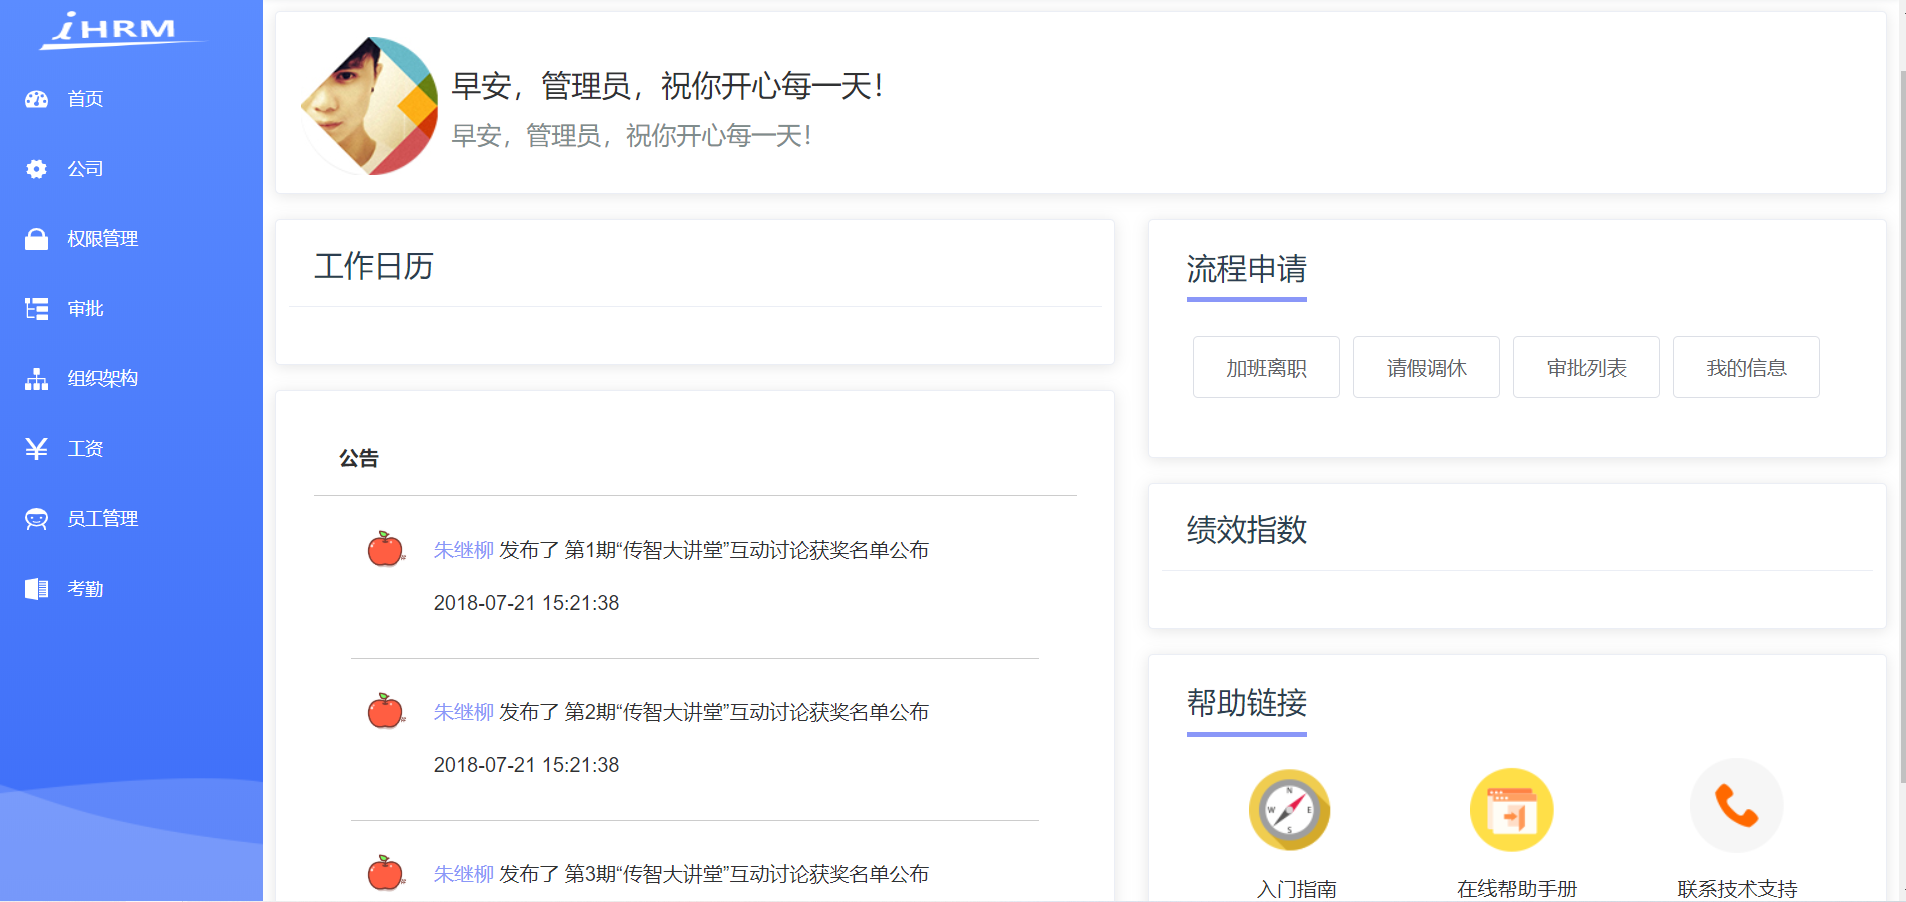 iHRM
首页
公司
权限管理
审批
组织架构
工资
员工管理
考勤
早安，管理员，祝你开心每一天！
早安，管理员，祝你开心每一天！
工作日历
公告
朱继柳 发布了 第1期“传智大讲堂”互动讨论获奖名单公布
2018-07-21 15:21:38
朱继柳 发布了 第2期“传智大讲堂”互动讨论获奖名单公布
2018-07-21 15:21:38
朱继柳 发布了 第3期“传智大讲堂”互动讨论获奖名单公布
流程申请
加班离职 请假调休 审批列表 我的信息
绩效指数
帮助链接
N
W E
S
入门指南 在线帮助手册 联系技术支持